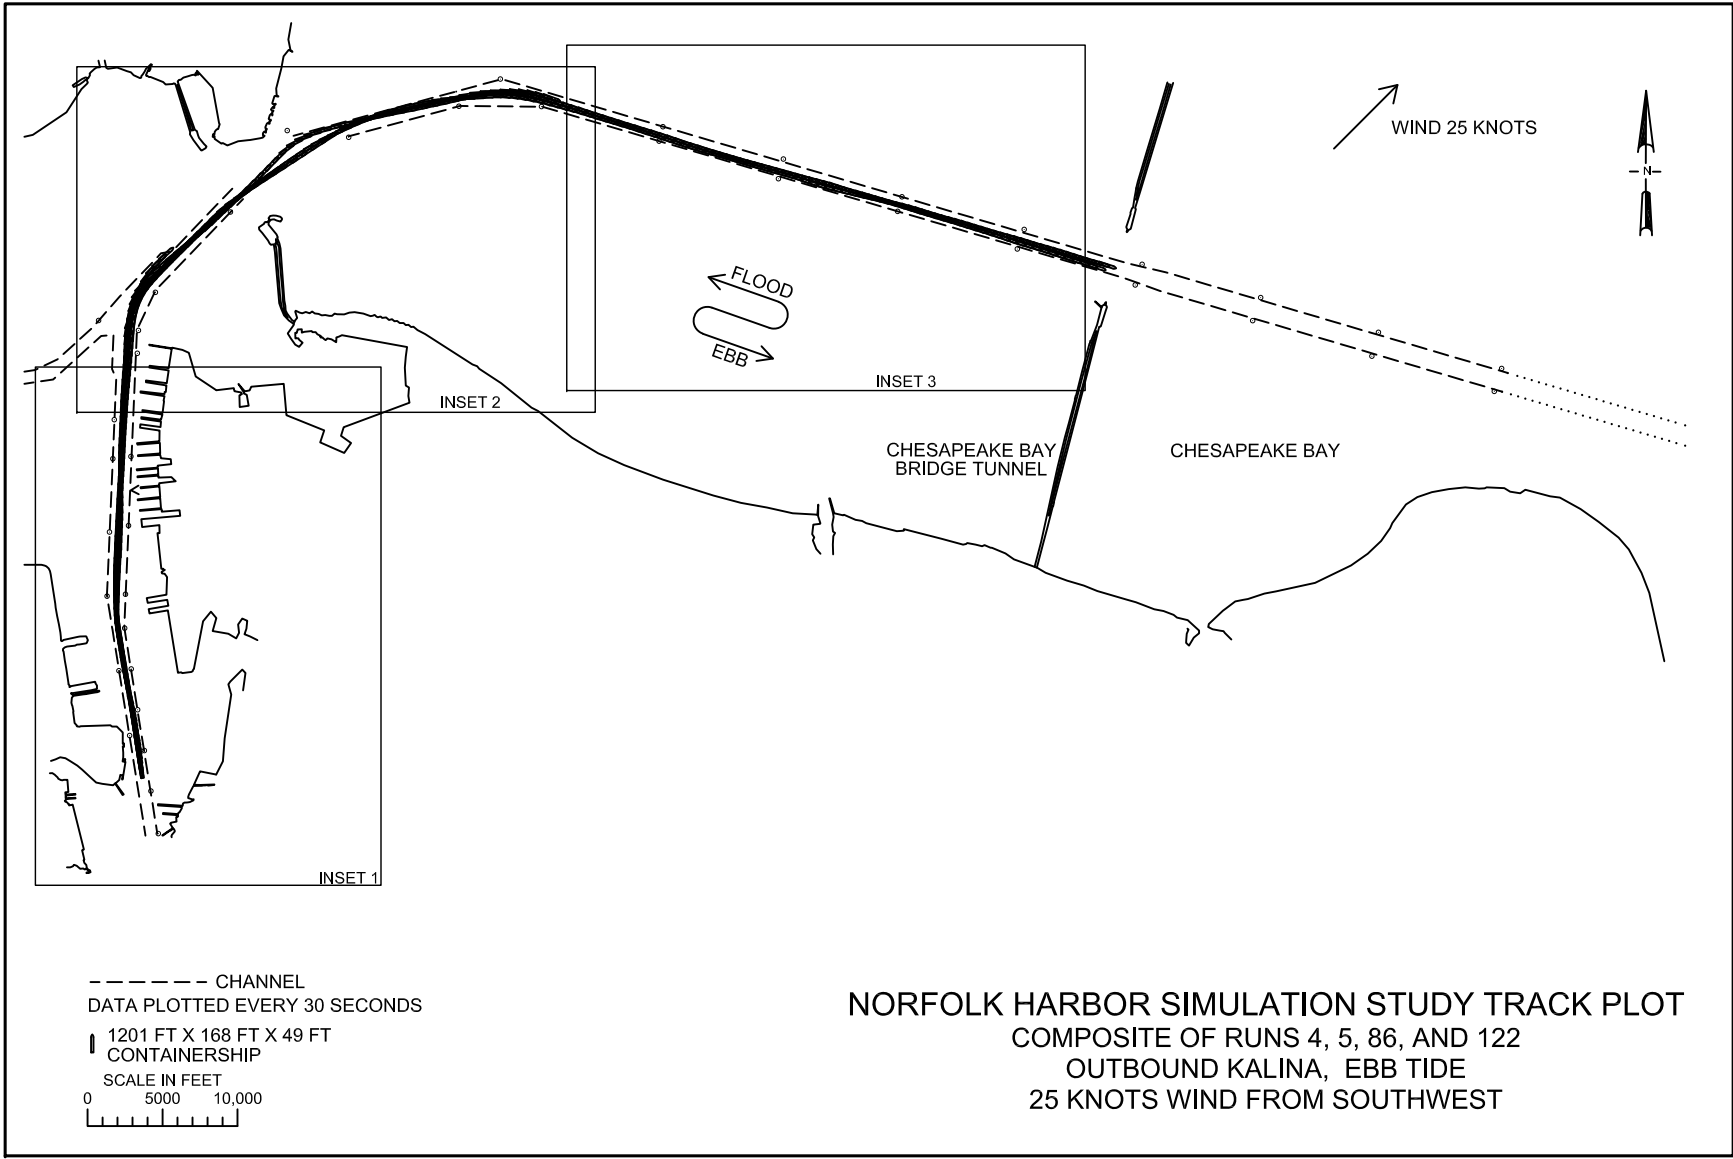 WIND 25 KNOTS
N
FLOOD
EBB
INSET 3
INSET 2
CHESAPEAKE BAY
BRIDGE TUNNEL
CHESAPEAKE BAY
INSET 1
CHANNEL
DATA PLOTTED EVERY 30 SECONDS
1201 FT X 168 FT X 49 FT
CONTAINERSHIP
SCALE IN FEET
0 5000 10,000
NORFOLK HARBOR SIMULATION STUDY TRACK PLOT
COMPOSITE OF RUNS 4, 5, 86, AND 122
OUTBOUND KALINA, EBB TIDE
25 KNOTS WIND FROM SOUTHWEST